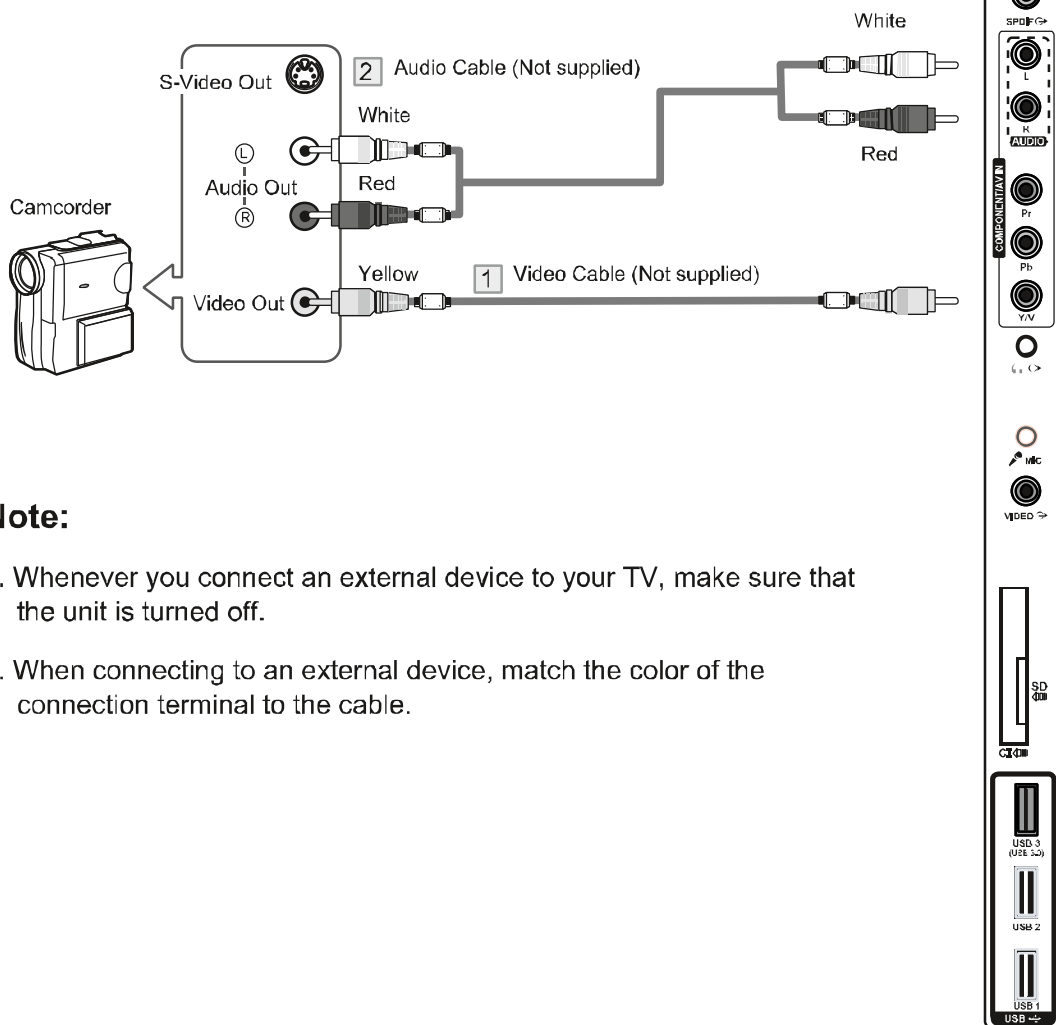 White
SPDIF
S-Video Out
2 Audio Cable (Not supplied)
L
White
R
AUDIO
L
Red
Audio Out
Red
R
COMPONENT/AV IN
Pr
Camcorder
Pb
Yellow
1 Video Cable (Not supplied)
Video Out
Y/V
MIC
VIDEO
Note:
. Whenever you connect an external device to your TV, make sure that
the unit is turned off.
. When connecting to an external device, match the color of the
connection terminal to the cable.
SD
CI
USB 3
(USB 3.0)
USB 2
USB 1
USB